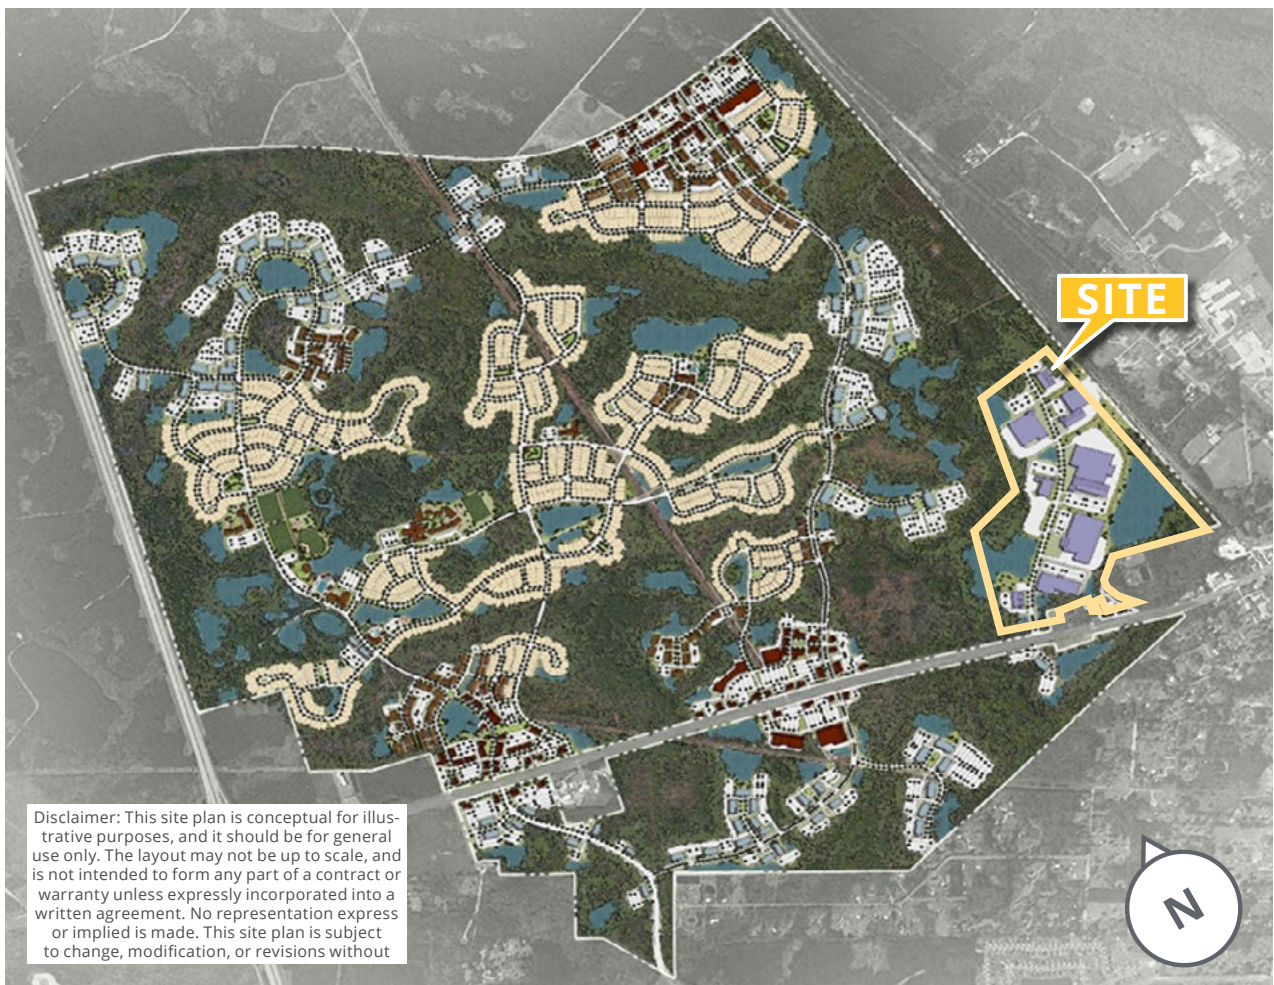 SITE
Disclaimer: This site plan is conceptual for illus-
trative purposes, and it should be for general
use only. The layout may not be up to scale, and
is not intended to form any part of a contract or
warranty unless expressly incorporated into a
written agreement. No representation express
or implied is made. This site plan is subject
to change, modification, or revisions without
N